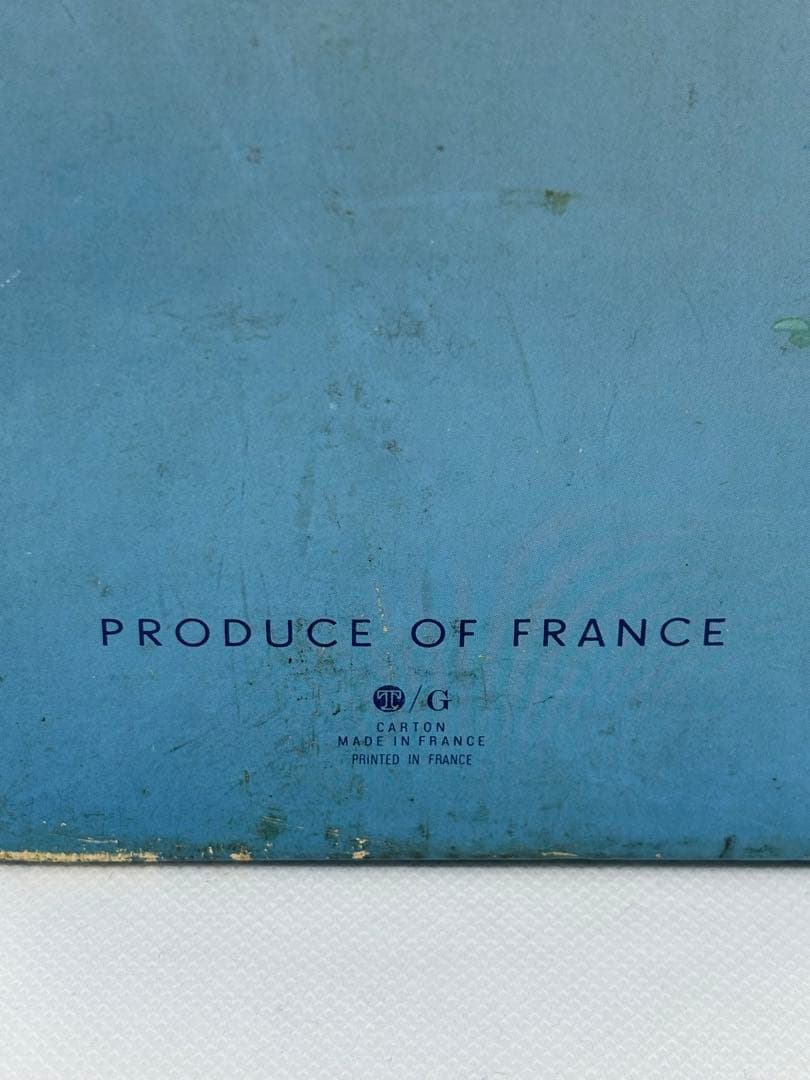 PRODUCE OF FRANCE
T/G
CARTON
MADE IN FRANCE
PRINTED IN FRANCE